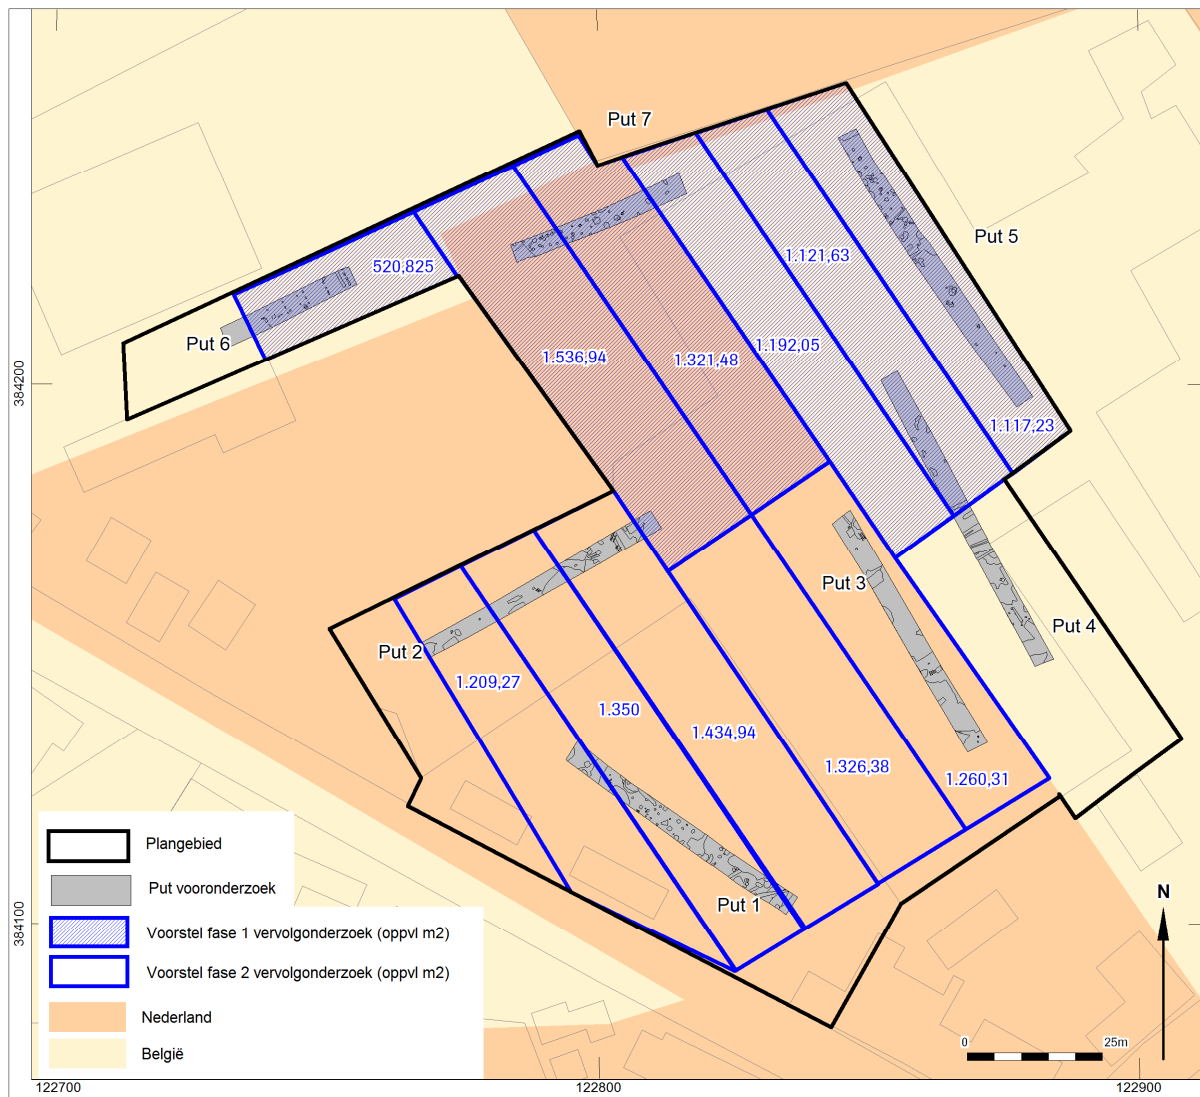 Put 7
Put 5
1.121,63
520,825
Put 6
1.536,94
1.321,48
1.192,05
384200
1.117,23
Put 3
Put 4
Put 2
1.209,27
1.350
1.434,94
1.326,38
1.260,31
Put 1
384100
Plangebied
Put vooronderzoek
Voorstel fase 1 vervolgonderzoek (oppvl m2)
Voorstel fase 2 vervolgonderzoek (oppvl m2)
Nederland
België
N
0 25m
122700 122800 122900